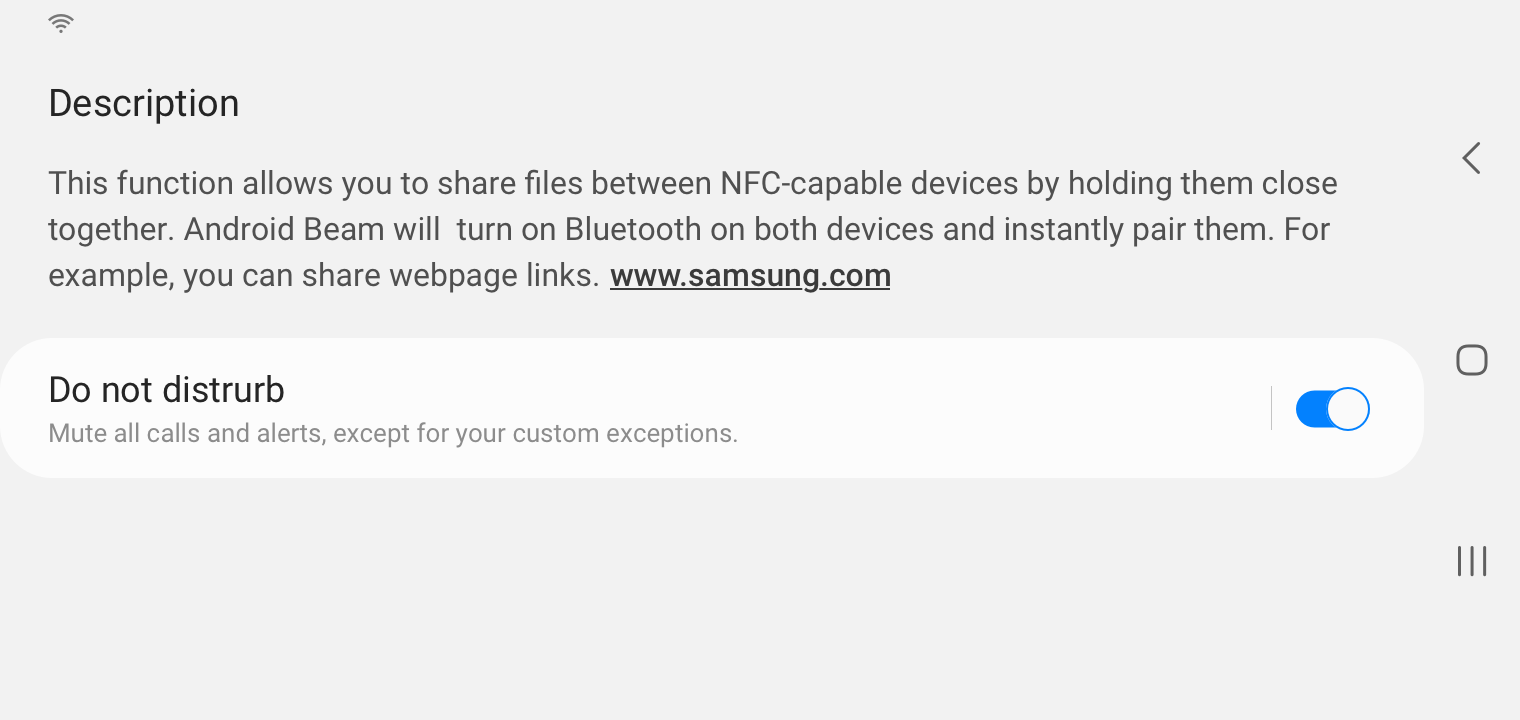 Description
This function allows you to share files between NFC-capable devices by holding them close
together. Android Beam will  turn on Bluetooth on both devices and instantly pair them. For
example, you can share webpage links. www.samsung.com
Do not distrurb
Mute all calls and alerts, except for your custom exceptions.